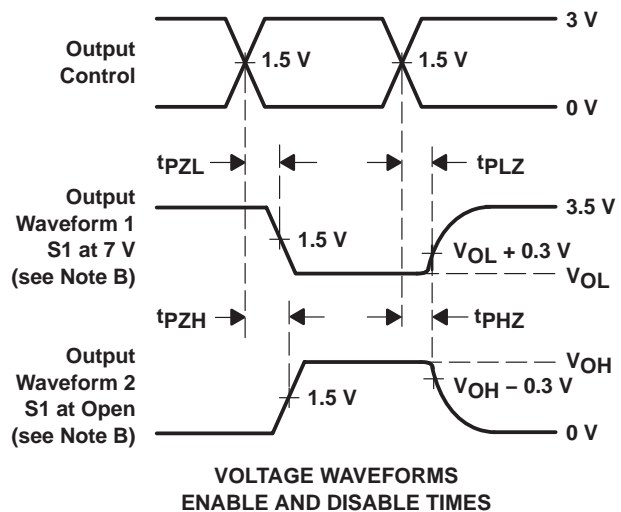 3 V
Output
Control
1.5 V
1.5 V
0 V
tPZL
tPLZ
Output
Waveform 1
S1 at 7 V
(see Note B)
3.5 V
1.5 V
VOL + 0.3 V
VOL
tPZH
tPHZ
Output
Waveform 2
S1 at Open
(see Note B)
VOH
VOH – 0.3 V
1.5 V
0 V
VOLTAGE WAVEFORMS
ENABLE AND DISABLE TIMES